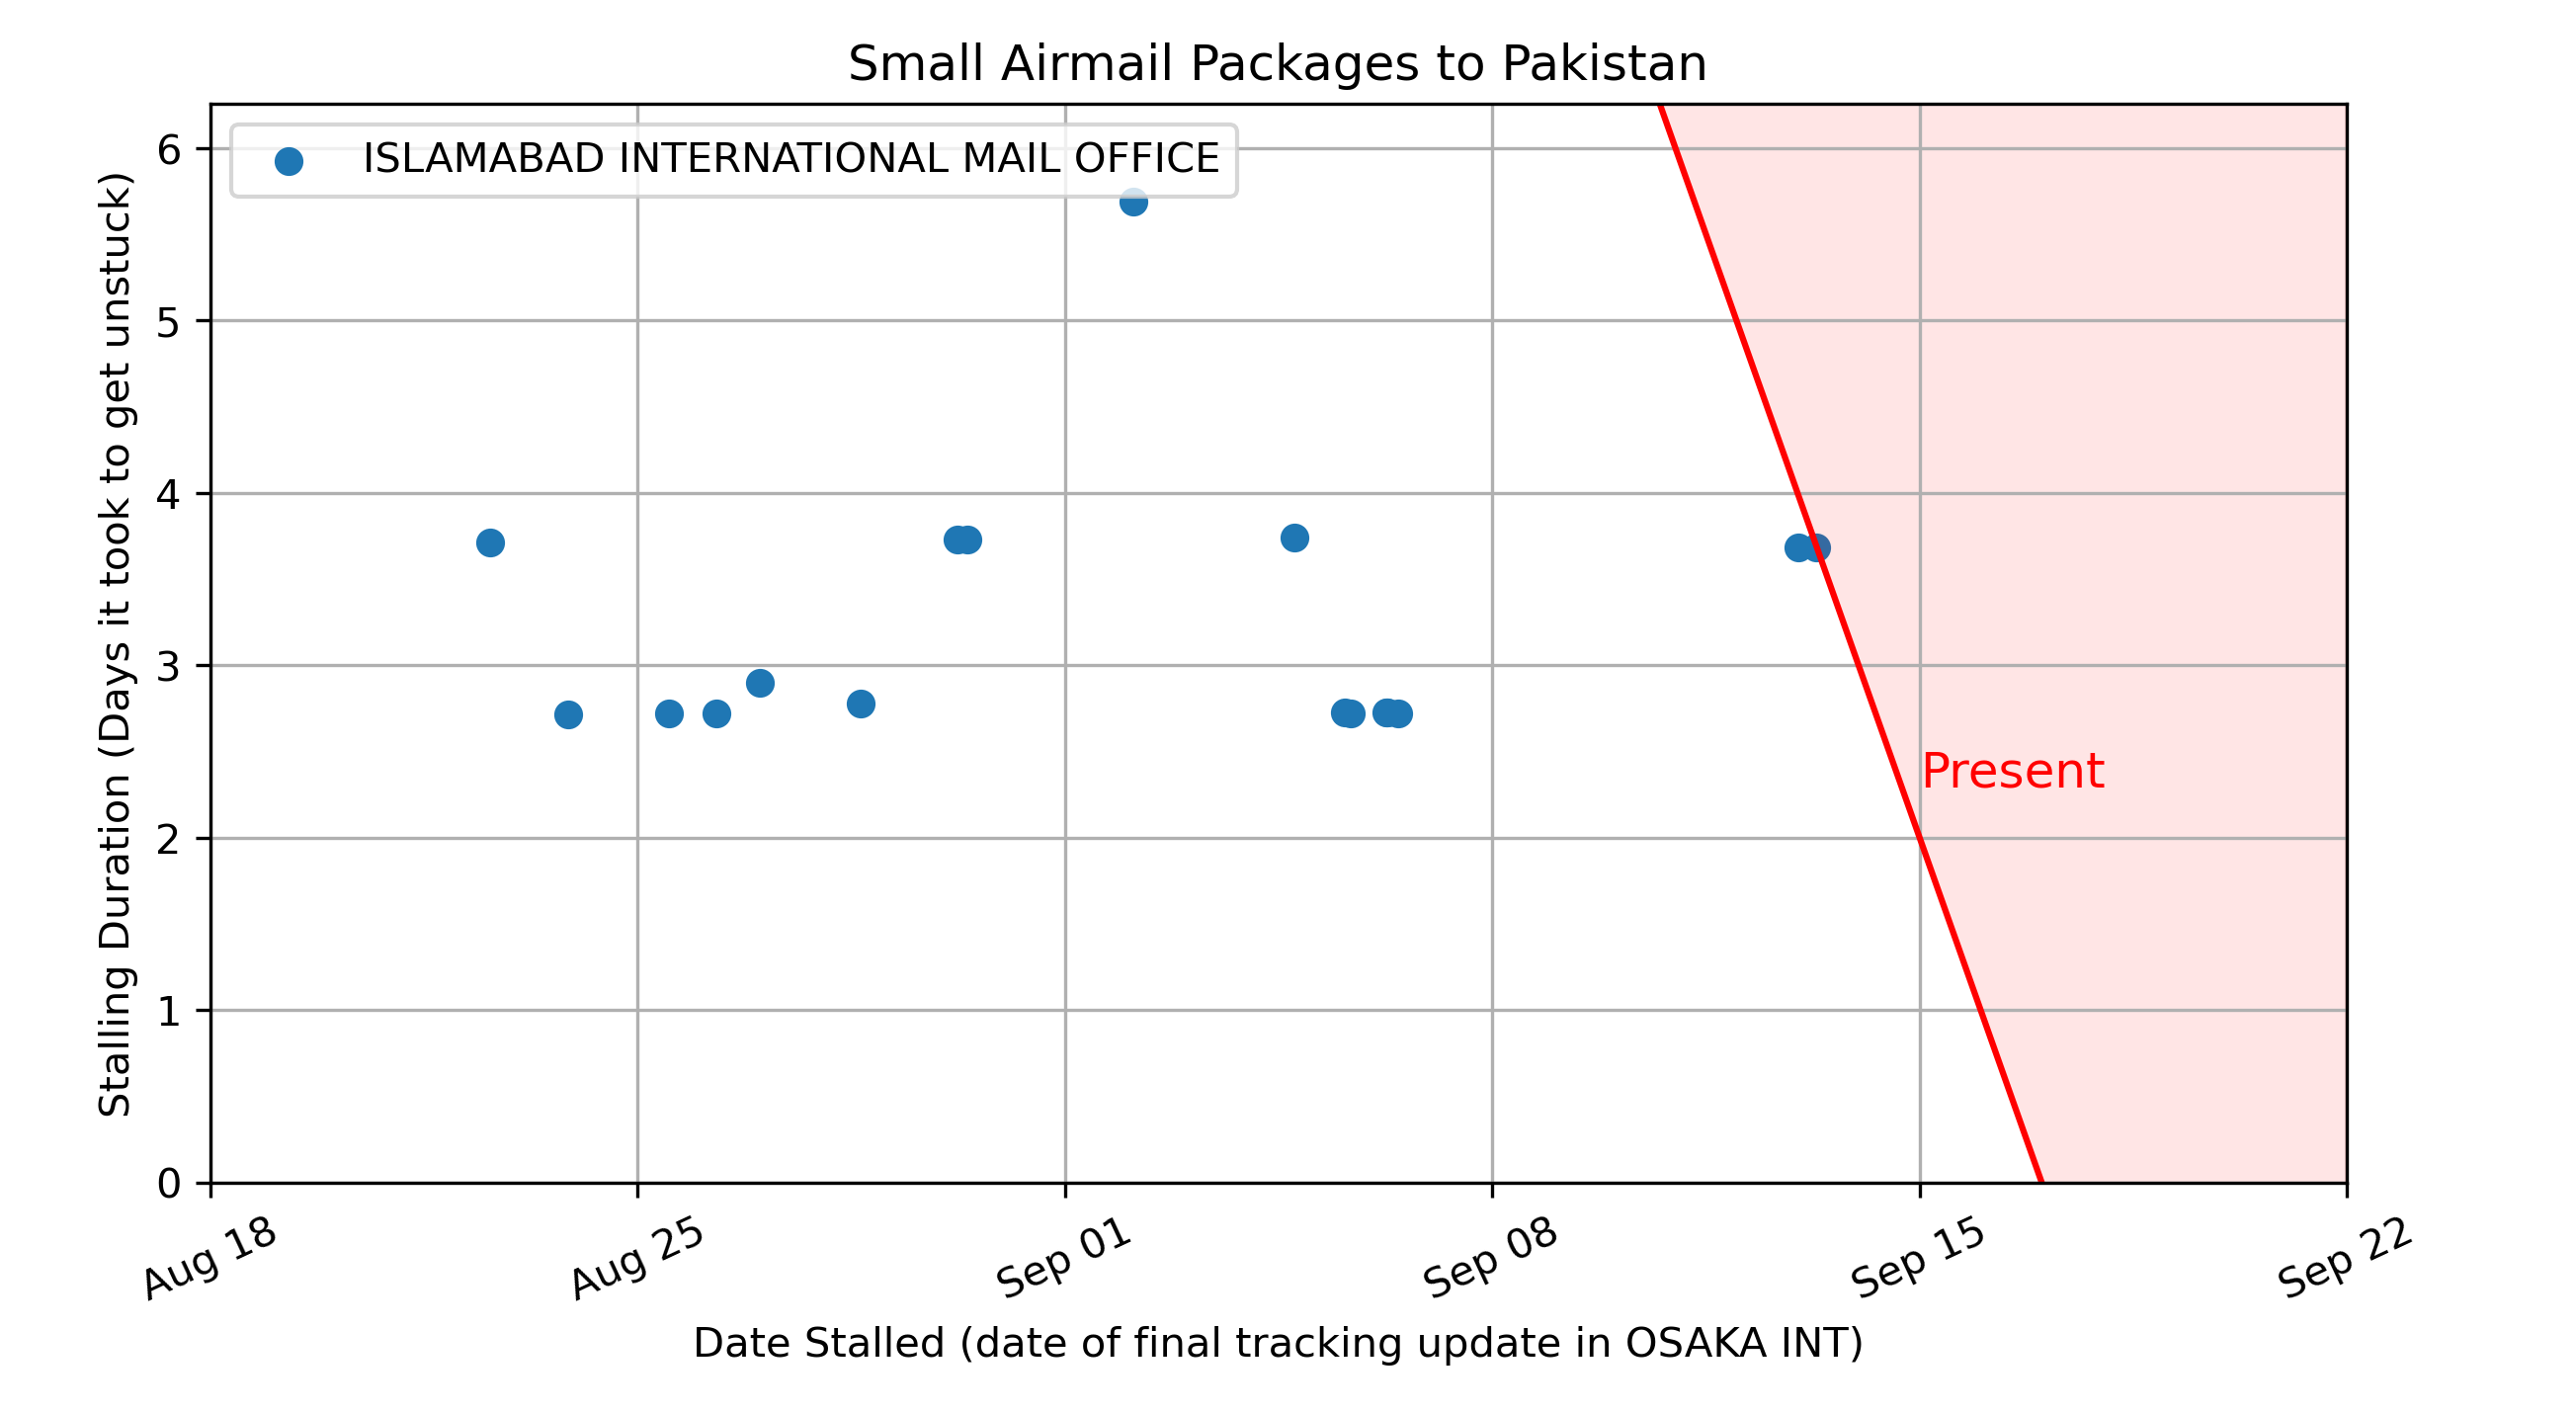 Small Airmail Packages to Pakistan
ISLAMABAD INTERNATIONAL MAIL OFFICE
Stalling Duration (Days it took to get unstuck)
6
5
4
3
2
1
0
Present
Aug 18
Aug 25
Sep 01
Sep 08
Sep 15
Sep 22
Date Stalled (date of final tracking update in OSAKA INT)